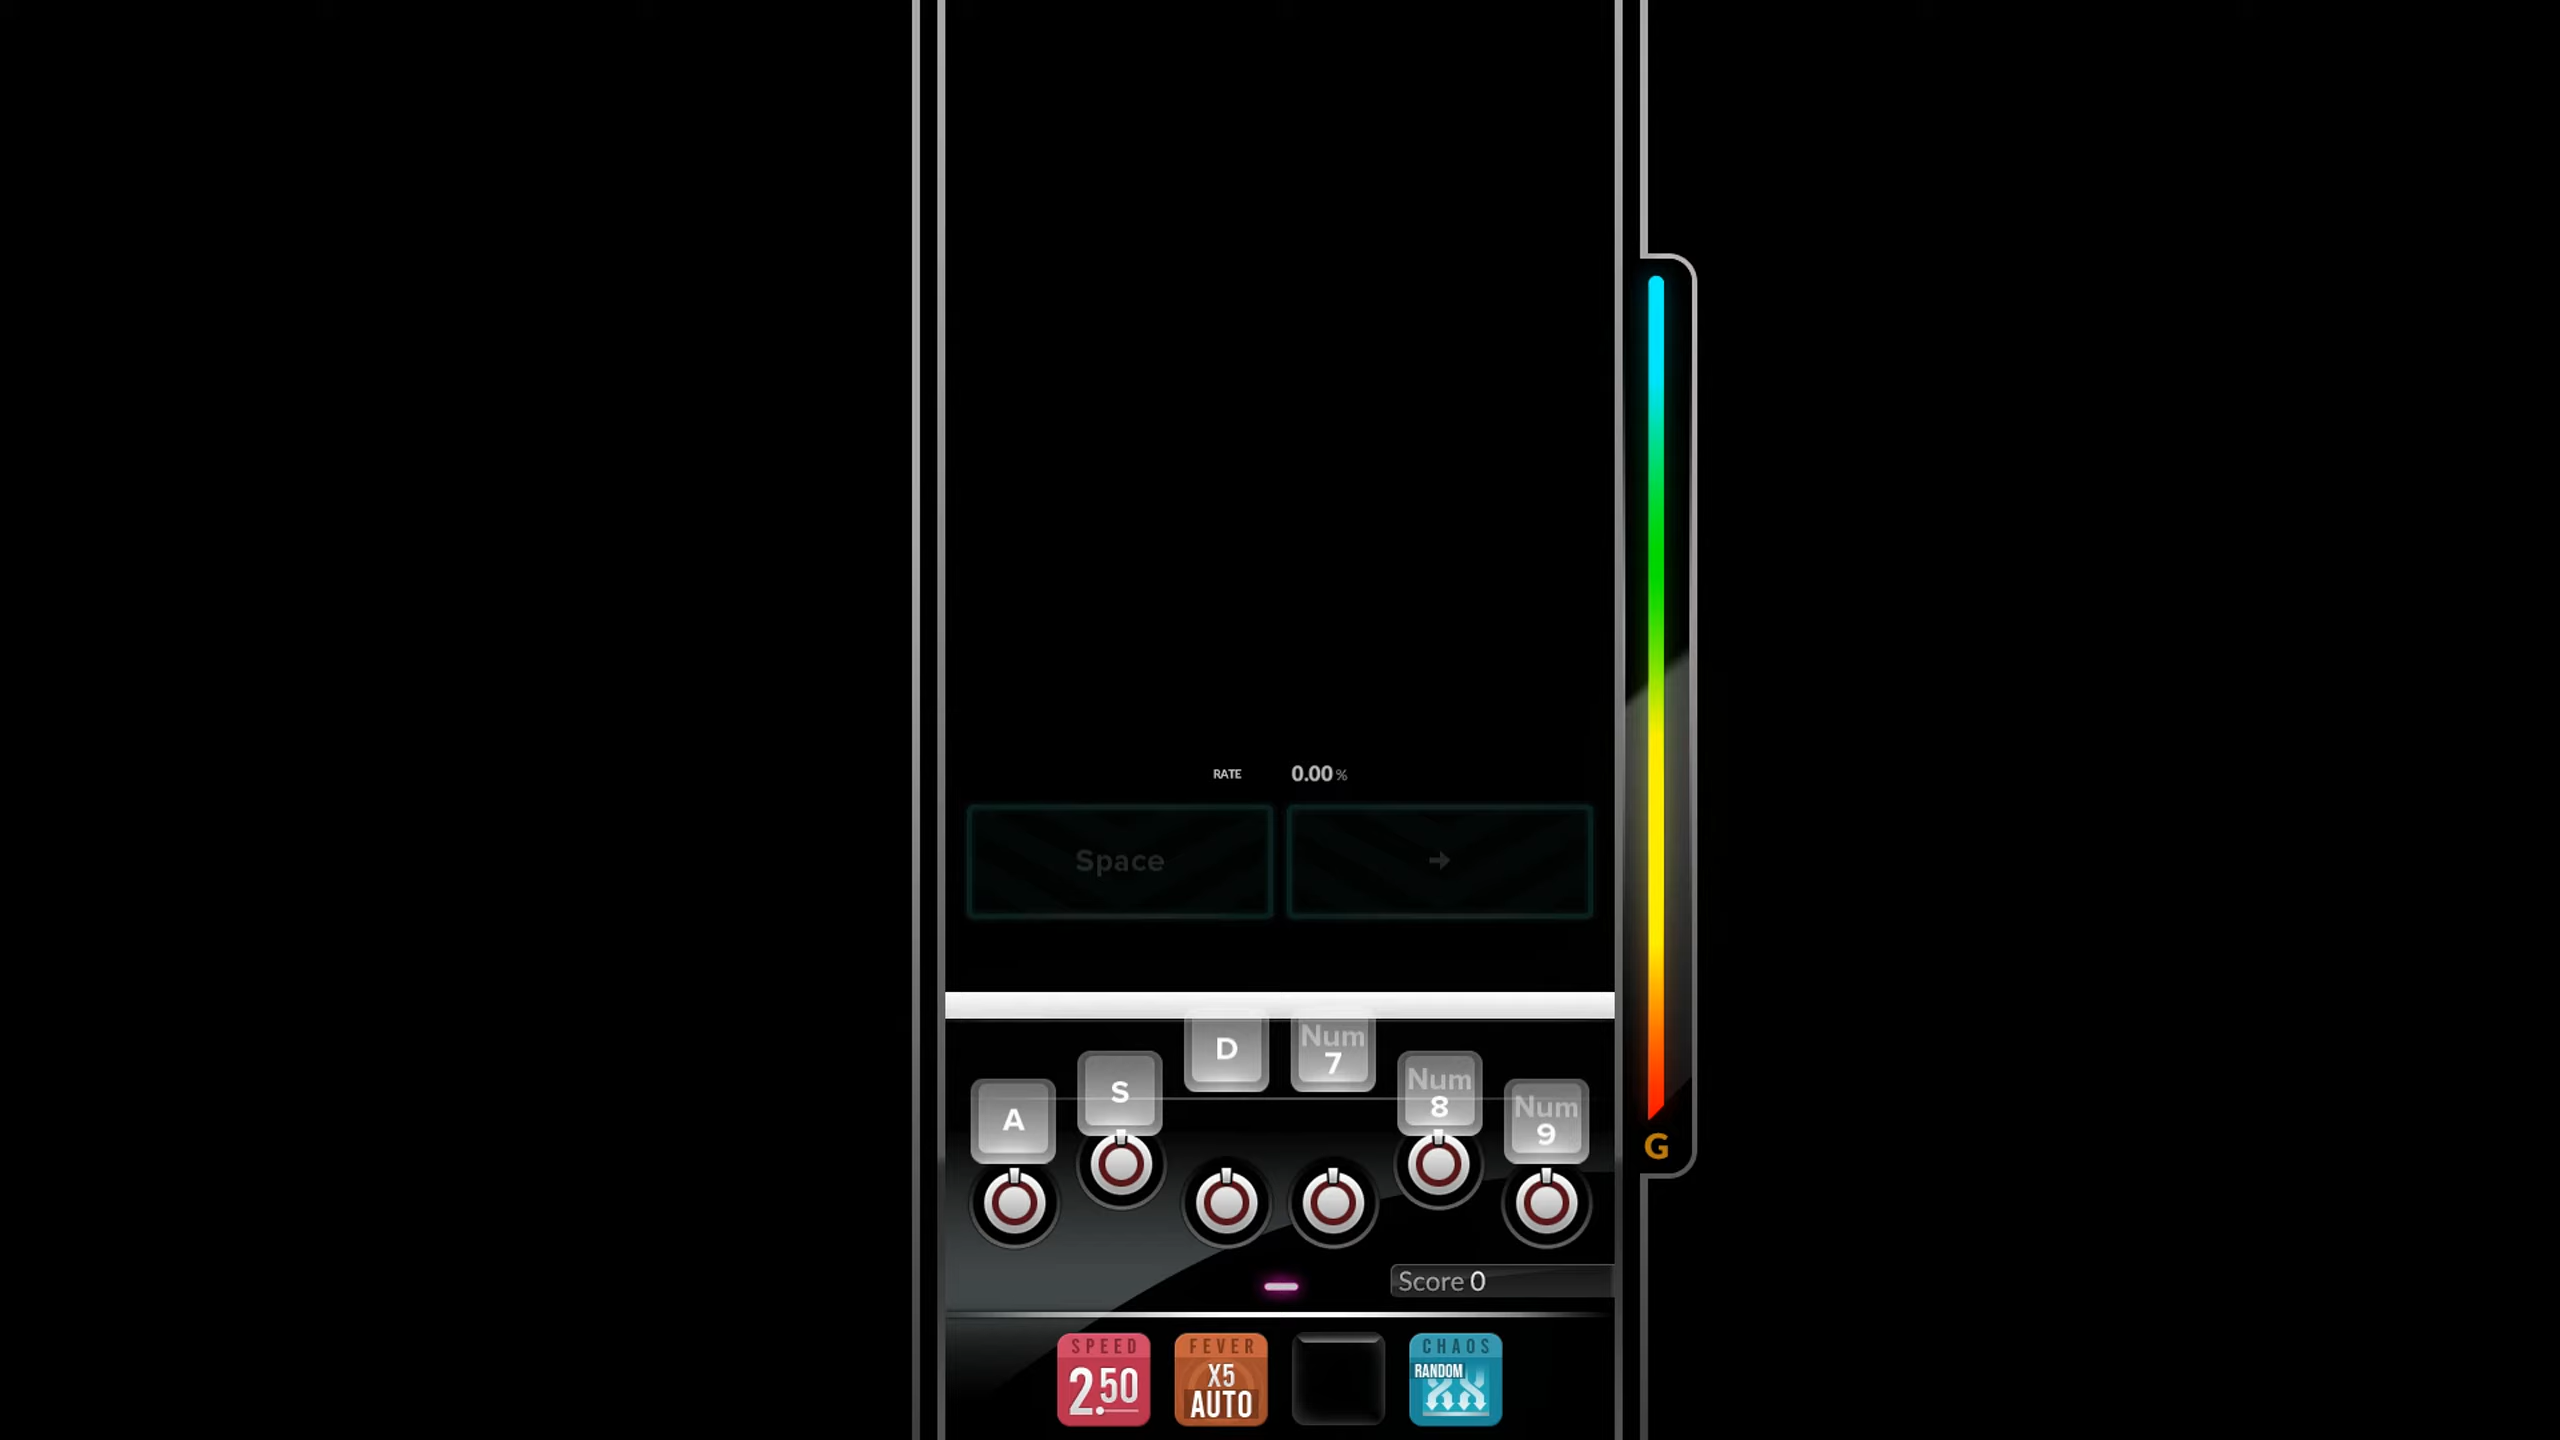 RATE 0.00%
Space →
D Num 7
S Num 8
A Num 9
G
Score 0
SPEED 2.50
FEVER X5 AUTO
CHAOS RANDOM